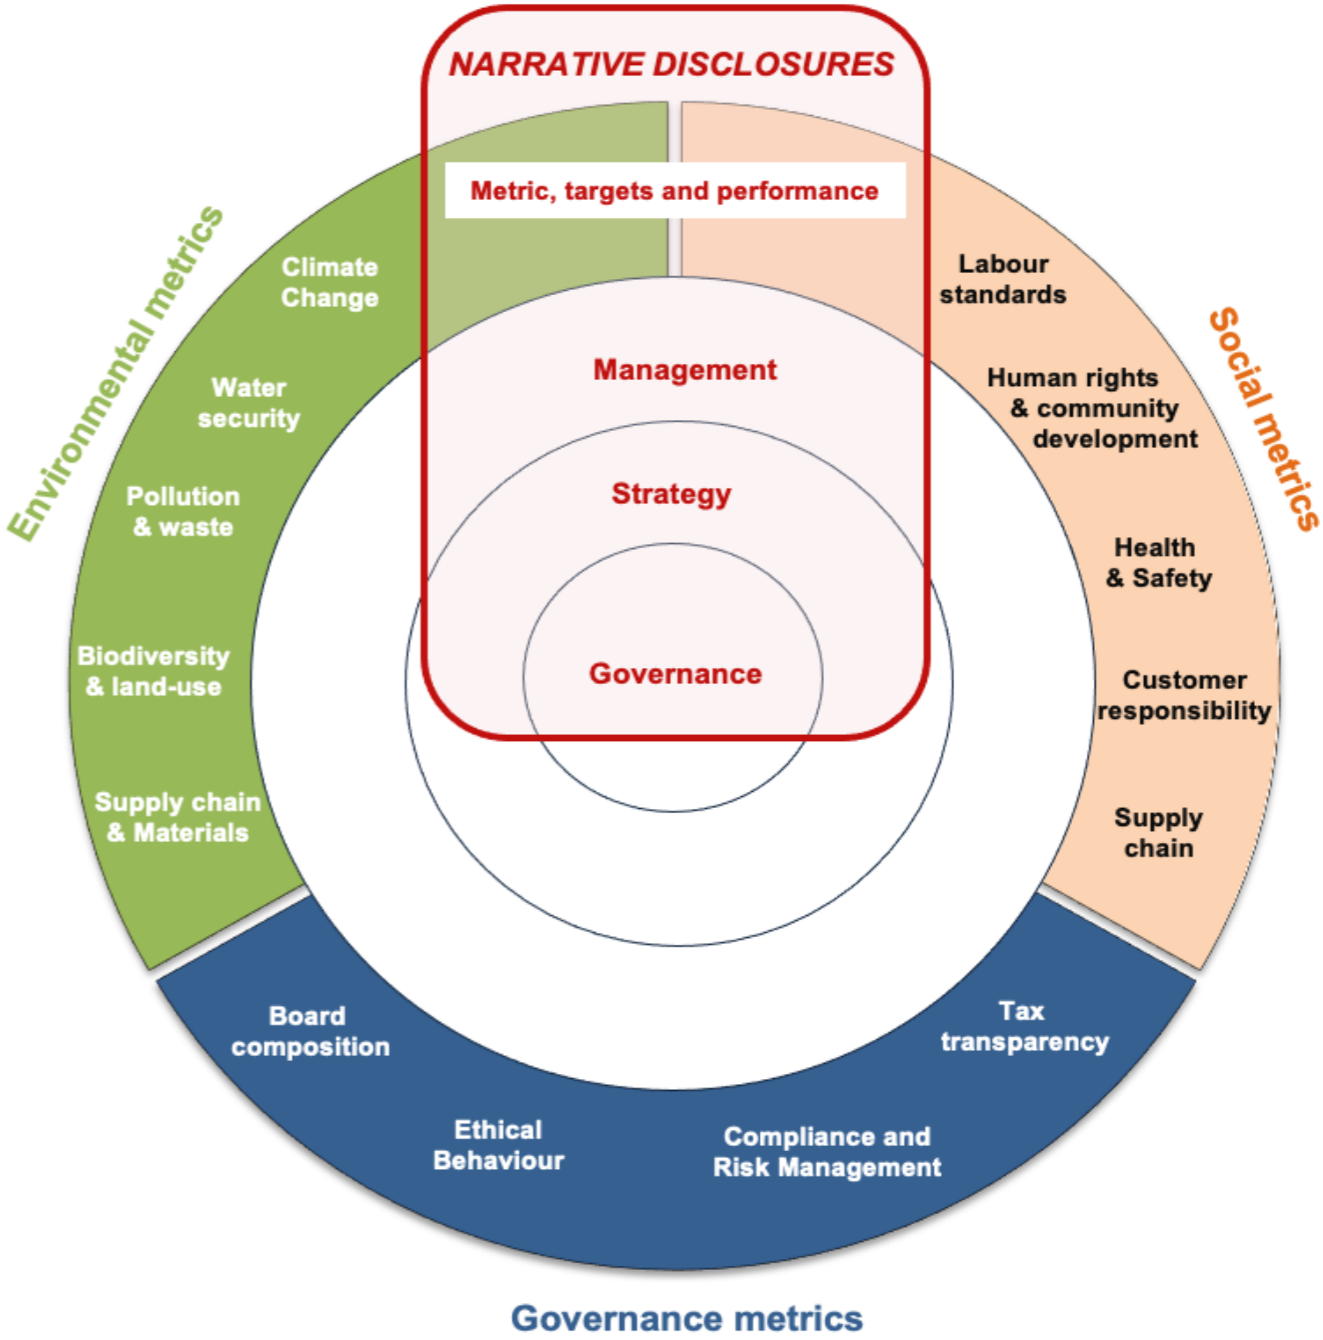 NARRATIVE DISCLOSURES
Metric, targets and performance
Management
Strategy
Governance
Environmental metrics
Climate
Change
Water
security
Pollution
& waste
Biodiversity
& land-use
Supply chain
& Materials
Social metrics
Labour
standards
Human rights
& community
development
Health
& Safety
Customer
responsibility
Supply
chain
Board
composition
Ethical
Behaviour
Compliance and
Risk Management
Tax
transparency
Governance metrics